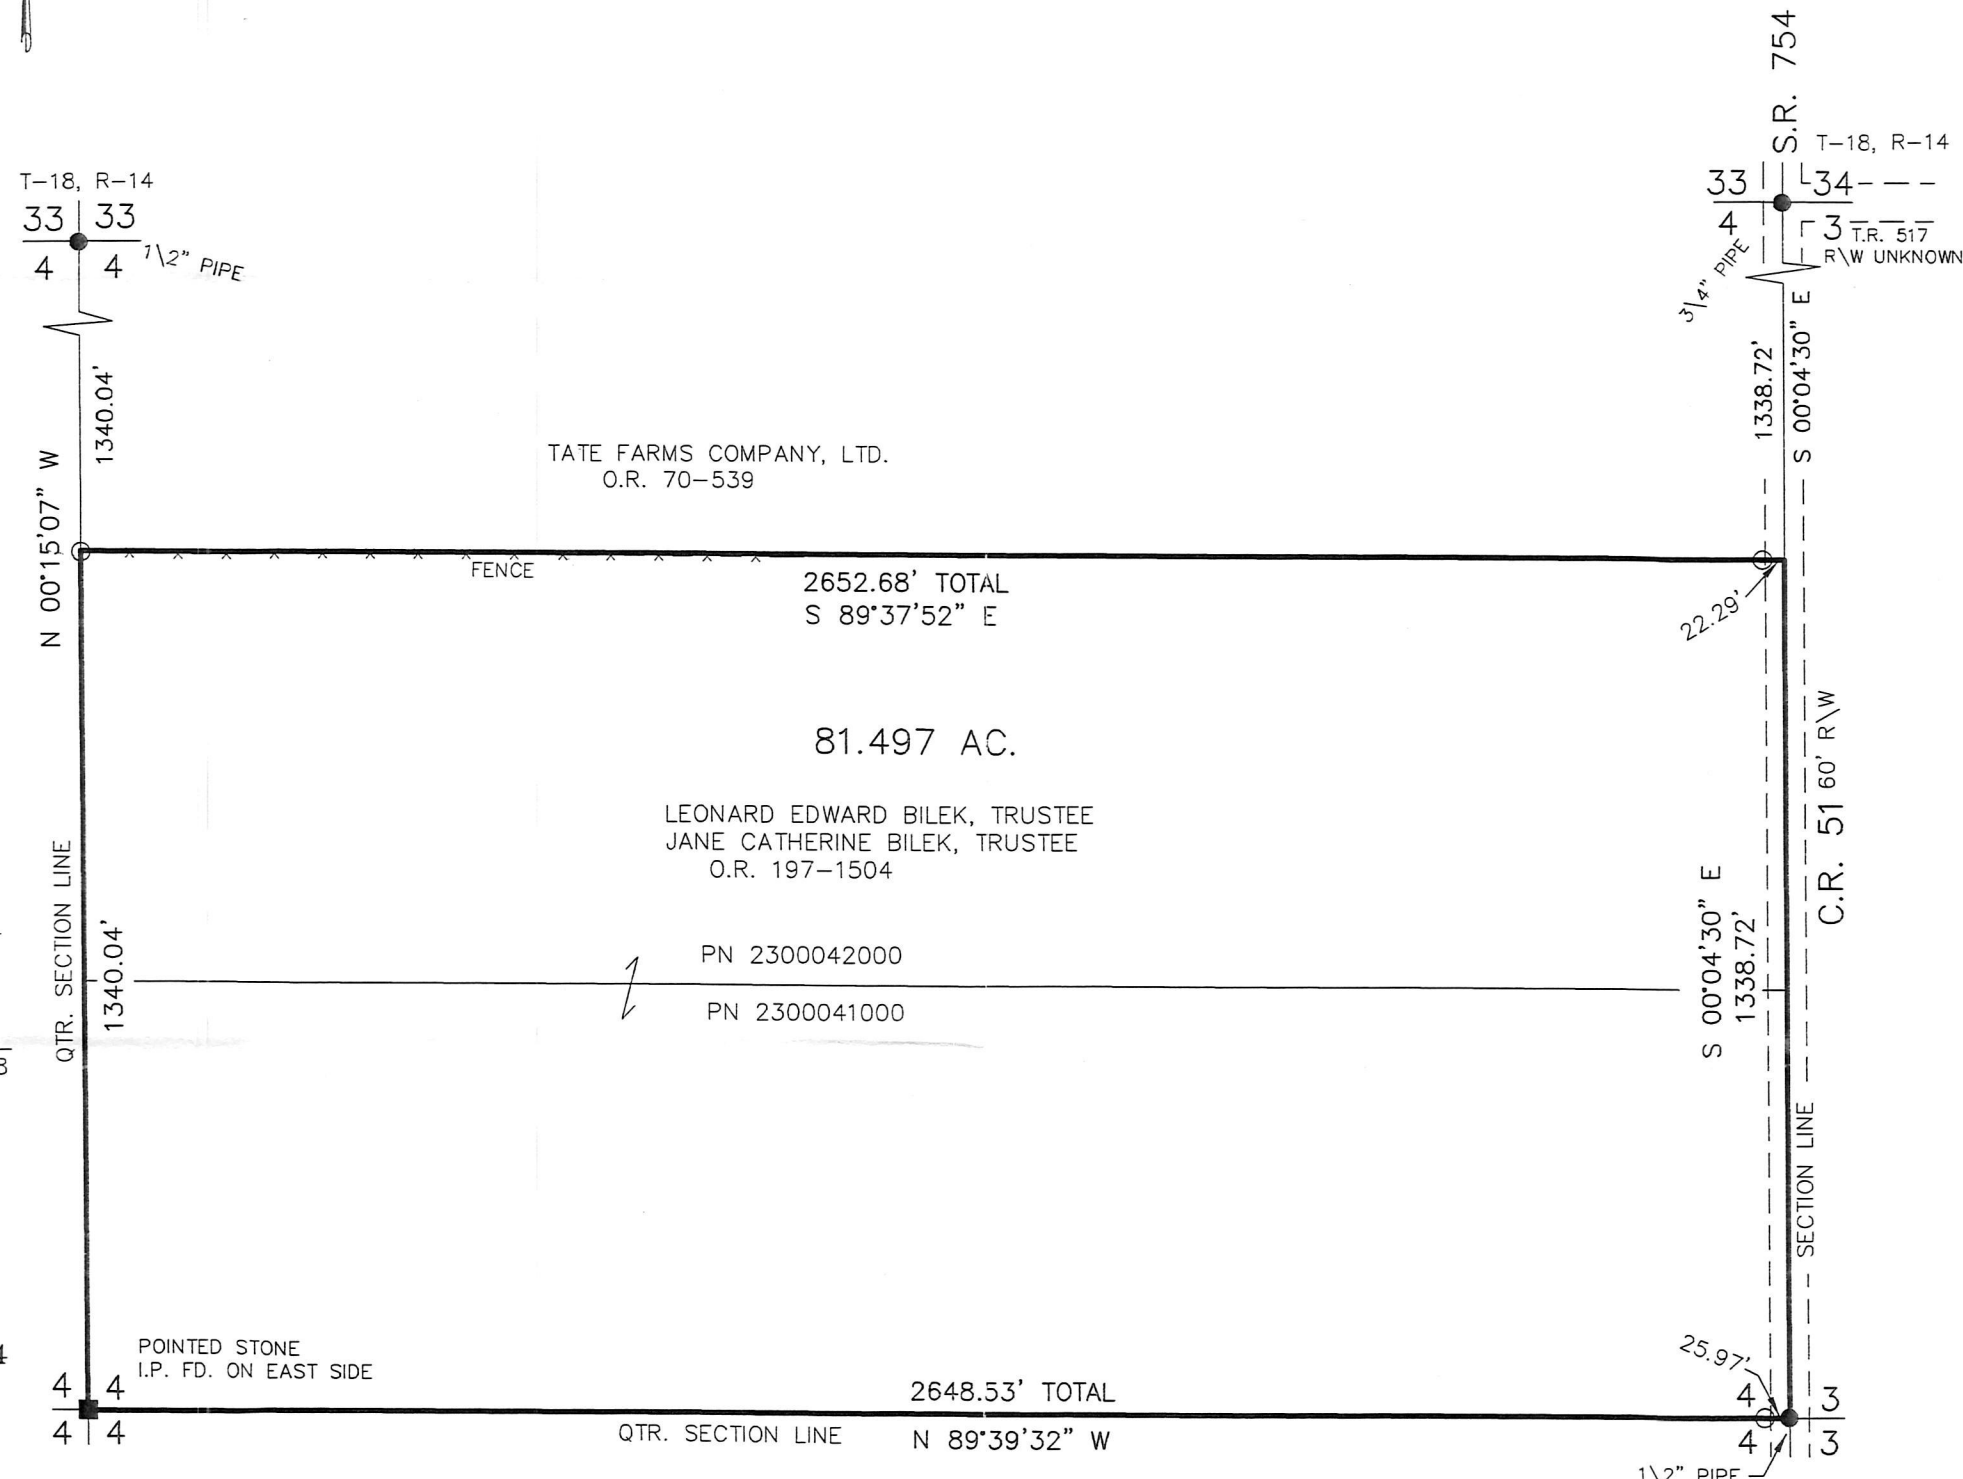 S.R. 754
T-18, R-14
33 34
4 3
T.R. 517
R\W UNKNOWN
3/4" PIPE
T-18, R-14
33 33
4 4
1\2" PIPE
1340.04'
N 00°15'07" W
1338.72'
S 00°04'30" E
TATE FARMS COMPANY, LTD.
O.R. 70-539
FENCE
2652.68' TOTAL
S 89°37'52" E
22.29'
81.497 AC.
LEONARD EDWARD BILEK, TRUSTEE
JANE CATHERINE BILEK, TRUSTEE
O.R. 197-1504
C.R. 51 60' R\W
QTR. SECTION LINE
1340.04'
PN 2300042000
PN 2300041000
S 00°04'30" E
1338.72'
SECTION LINE
POINTED STONE
I.P. FD. ON EAST SIDE
4 4
4 4
2648.53' TOTAL
QTR. SECTION LINE
N 89°39'32" W
25.97'
4 3
4 3
1\2" PIPE